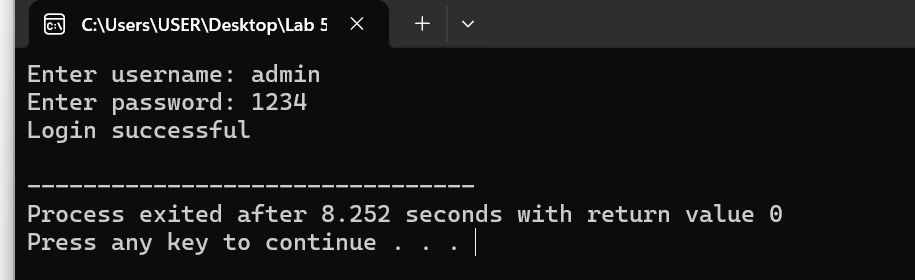 C:\Users\USER\Desktop\Lab 5
Enter username: admin
Enter password: 1234
Login successful
--------------------------------
Process exited after 8.252 seconds with return value 0
Press any key to continue . . .